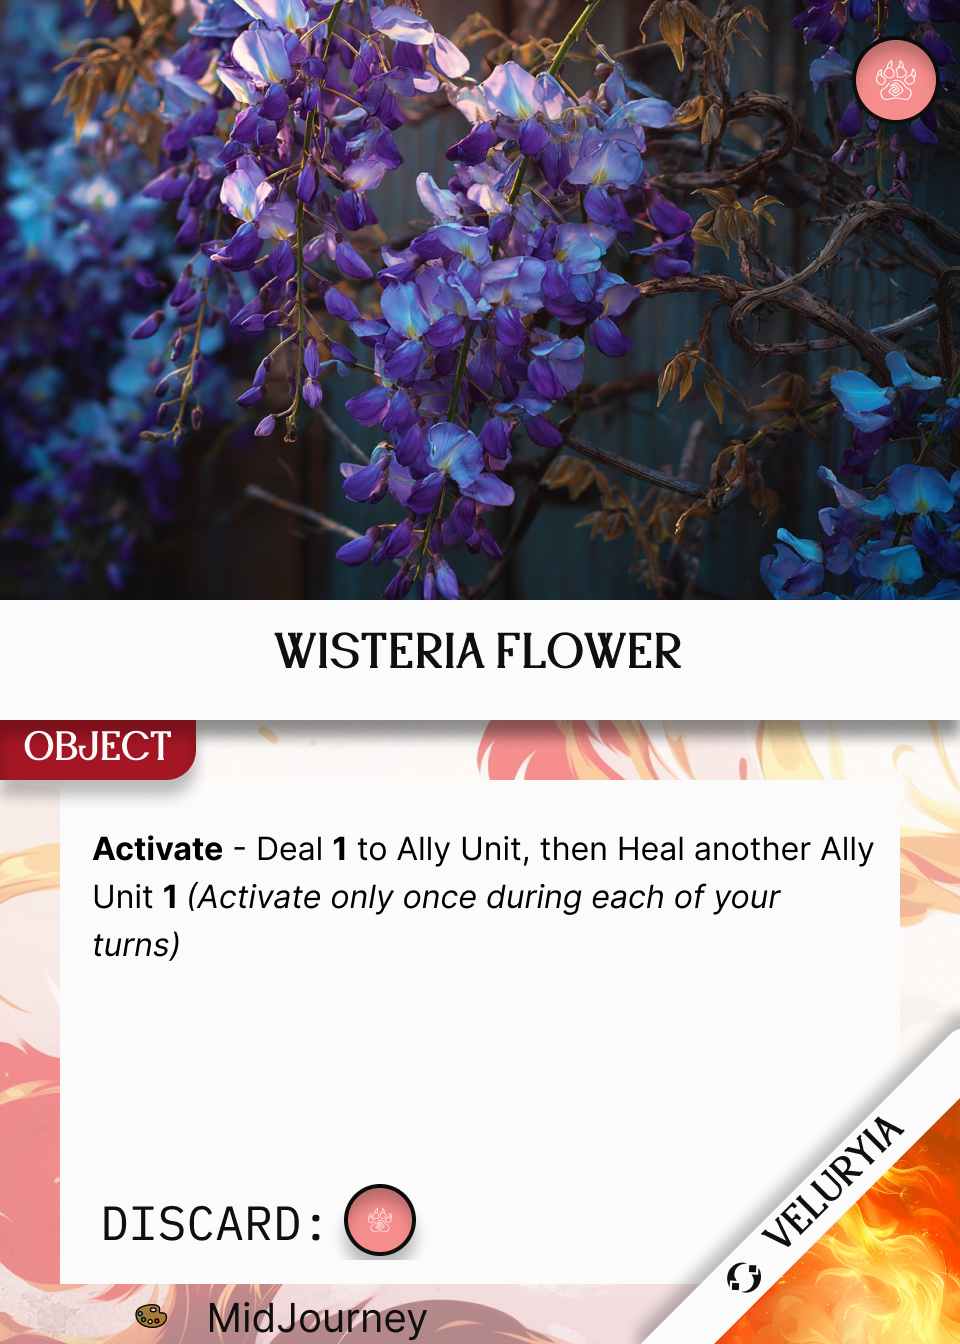 WISTERIA FLOWER
OBJECT
Activate - Deal 1 to Ally Unit, then Heal another Ally
Unit 1 (Activate only once during each of your
turns)
VELURYIA
DISCARD:
MidJourney